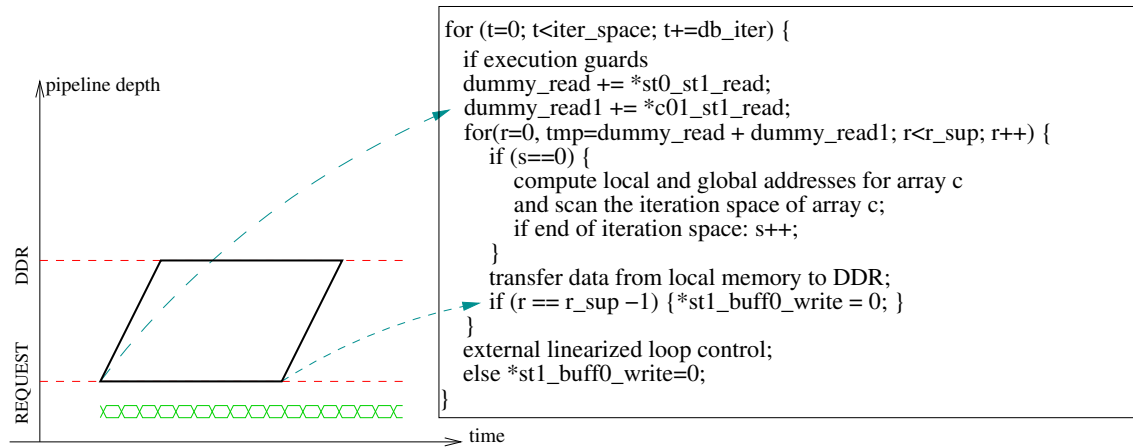 pipeline depth
DDR
REQUEST
time
for (t=0; t<iter_space; t+=db_iter) {
if execution guards
dummy_read += *st0_st1_read;
dummy_read1 += *c01_st1_read;
for(r=0, tmp=dummy_read + dummy_read1; r<r_sup; r++) {
if (s==0) {
compute local and global addresses for array c
and scan the iteration space of array c;
if end of iteration space: s++;
}
transfer data from local memory to DDR;
if (r == r_sup −1) {*st1_buff0_write = 0; }
}
external linearized loop control;
else *st1_buff0_write=0;
}